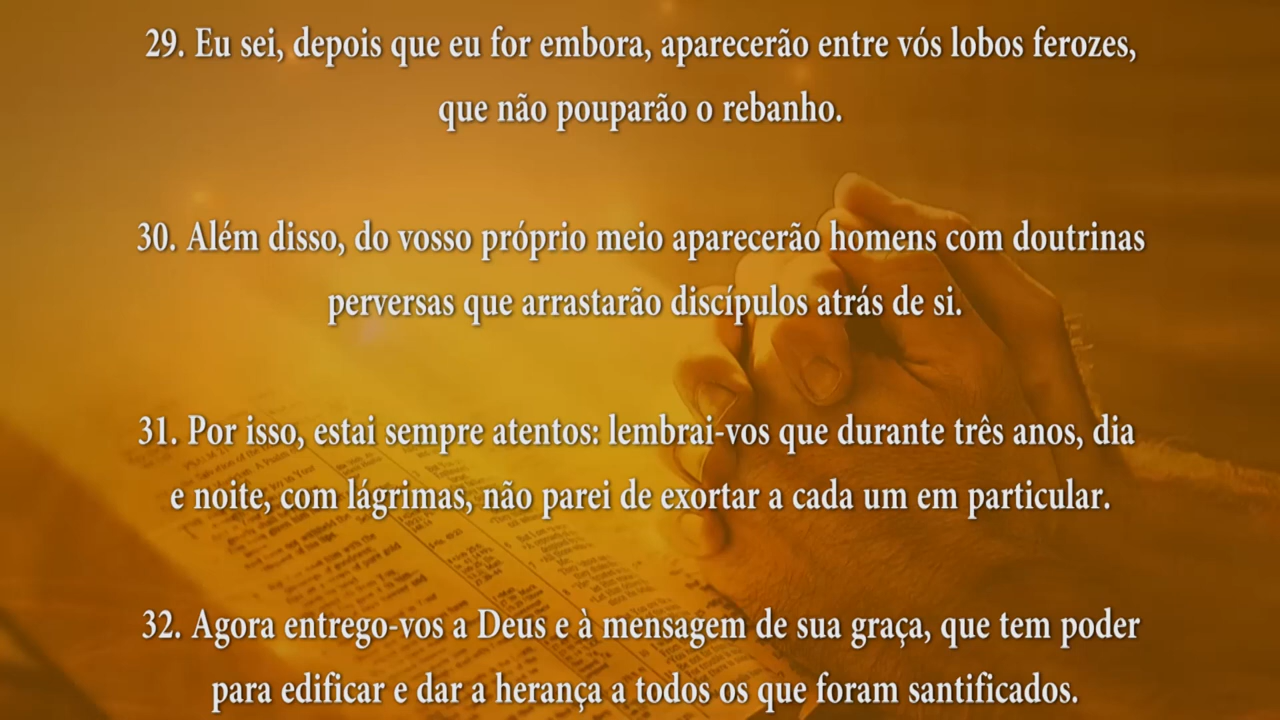 29. Eu sei, depois que eu for embora, aparecerão entre vós lobos ferozes,
que não pouparão o rebanho.
30. Além disso, do vosso próprio meio aparecerão homens com doutrinas
perversas que arrastarão discípulos atrás de si.
31. Por isso, estai sempre atentos: lembrai-vos que durante três anos, dia
e noite, com lágrimas, não parei de exortar a cada um em particular.
32. Agora entrego-vos a Deus e à mensagem de sua graça, que tem poder
para edificar e dar a herança a todos os que foram santificados.